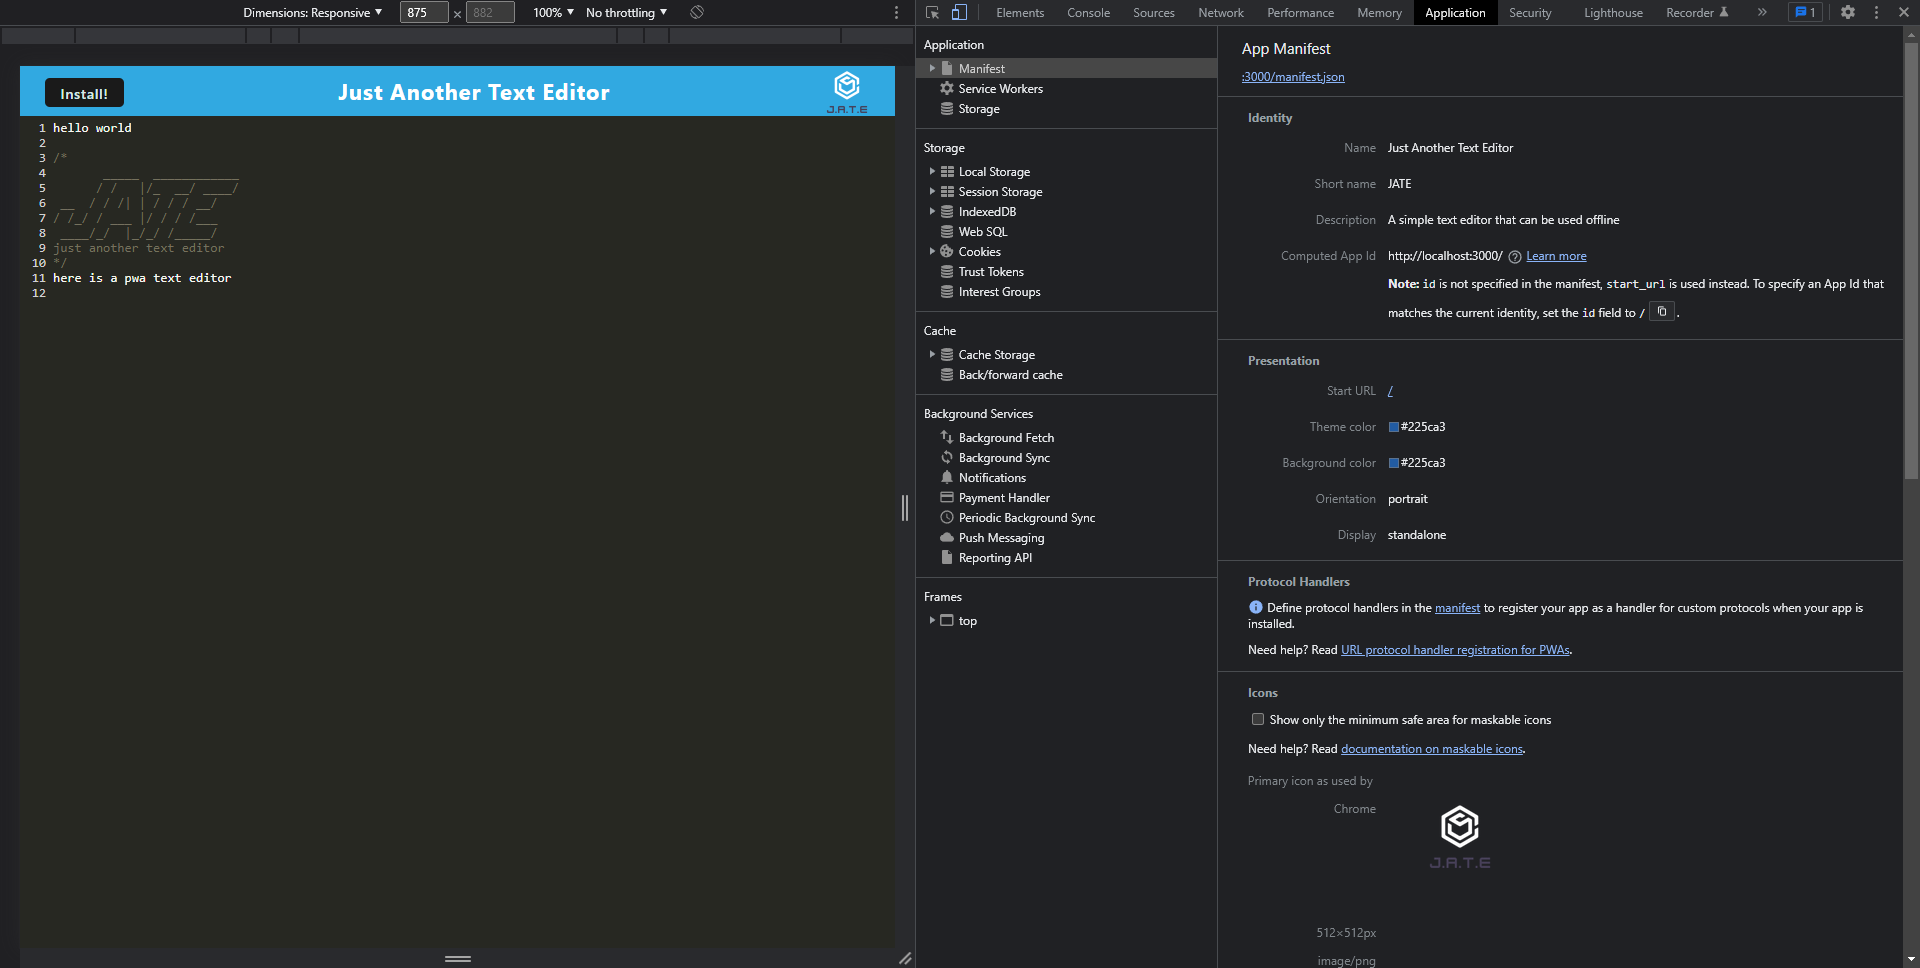 Dimensions: Responsive 875 × 882 100% No throttling
Install! Just Another Text Editor J.A.T.E
1 hello world
2
3 /*
4 _____ ____________
5 / / |/_ __/ ____/
6 __ / / /| | / / / __/
7 / /_/ / ___ |/ / / /___
8 ____/_/ |_/_/ /_____/
9 just another text editor
10 */
11 here is a pwa text editor
12
Elements Console Sources Network Performance Memory Application Security Lighthouse Recorder 1
Application
Manifest
Service Workers
Storage
Storage
Local Storage
Session Storage
IndexedDB
Web SQL
Cookies
Trust Tokens
Interest Groups
Cache
Cache Storage
Back/forward cache
Background Services
Background Fetch
Background Sync
Notifications
Payment Handler
Periodic Background Sync
Push Messaging
Reporting API
Frames
top
App Manifest
:3000/manifest.json
Identity
Name Just Another Text Editor
Short name JATE
Description A simple text editor that can be used offline
Computed App Id http://localhost:3000/ ? Learn more
Note: id is not specified in the manifest, start_url is used instead. To specify an App Id that
matches the current identity, set the id field to / .
Presentation
Start URL /
Theme color #225ca3
Background color #225ca3
Orientation portrait
Display standalone
Protocol Handlers
Define protocol handlers in the manifest to register your app as a handler for custom protocols when your app is
installed.
Need help? Read URL protocol handler registration for PWAs.
Icons
Show only the minimum safe area for maskable icons
Need help? Read documentation on maskable icons.
Primary icon as used by
Chrome
J.A.T.E
512×512px
image/png